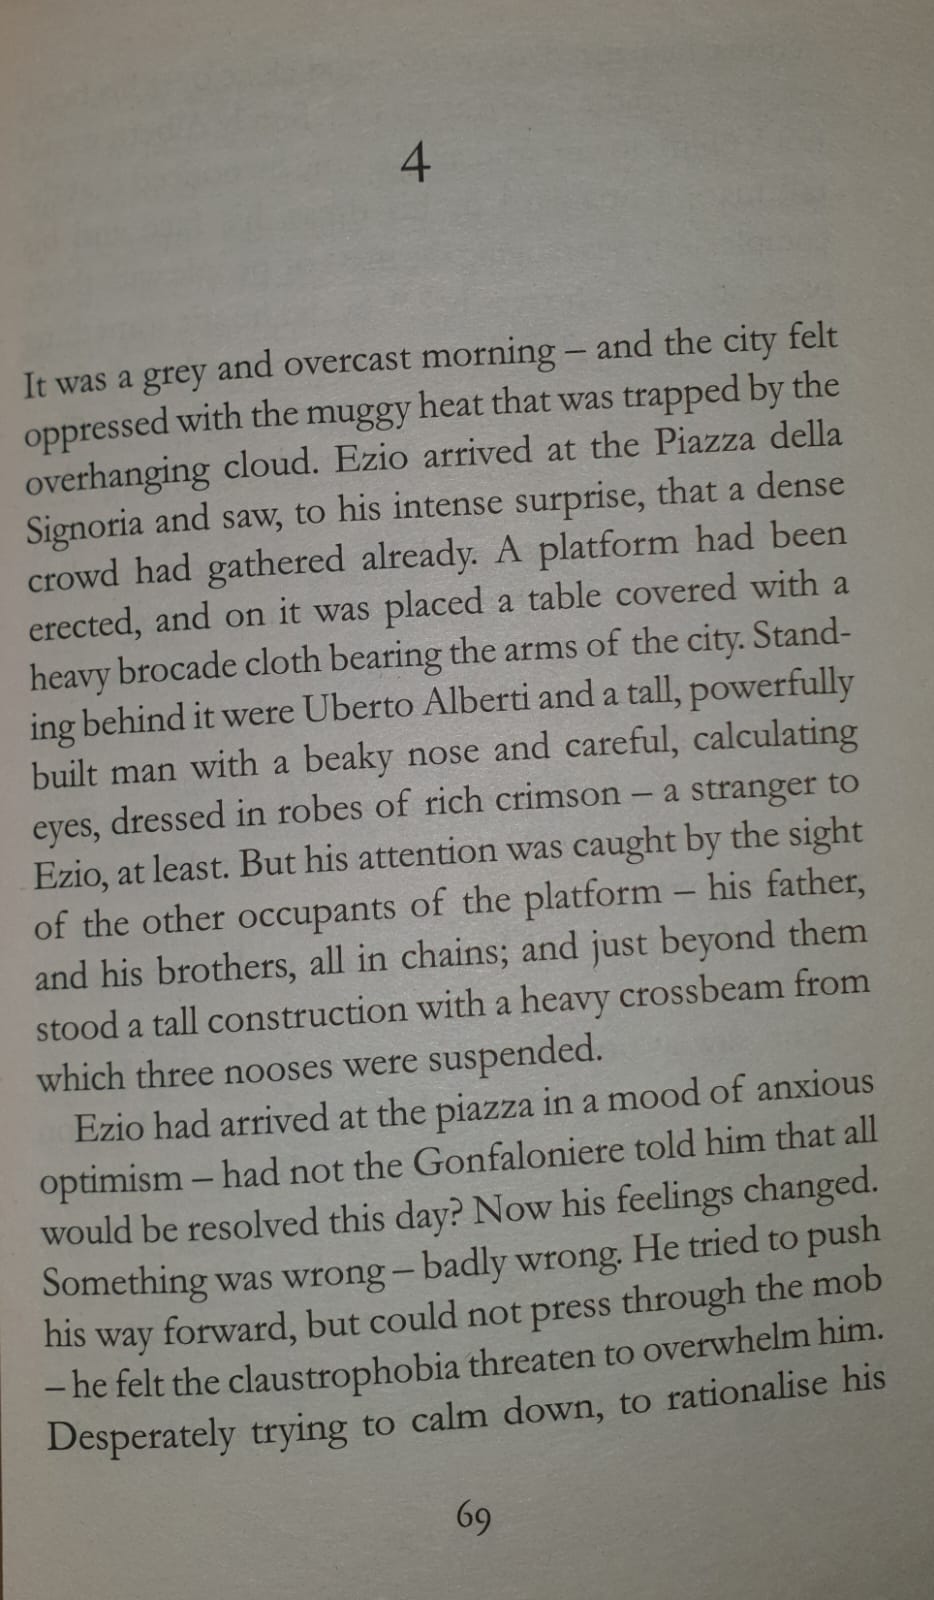 4
It was a grey and overcast morning – and the city felt
oppressed with the muggy heat that was trapped by the
overhanging cloud. Ezio arrived at the Piazza della
Signoria and saw, to his intense surprise, that a dense
crowd had gathered already. A platform had been
erected, and on it was placed a table covered with a
heavy brocade cloth bearing the arms of the city. Stand-
ing behind it were Uberto Alberti and a tall, powerfully
built man with a beaky nose and careful, calculating
eyes, dressed in robes of rich crimson – a stranger to
Ezio, at least. But his attention was caught by the sight
of the other occupants of the platform – his father,
and his brothers, all in chains; and just beyond them
stood a tall construction with a heavy crossbeam from
which three nooses were suspended.
Ezio had arrived at the piazza in a mood of anxious
optimism – had not the Gonfaloniere told him that all
would be resolved this day? Now his feelings changed.
Something was wrong – badly wrong. He tried to push
his way forward, but could not press through the mob
– he felt the claustrophobia threaten to overwhelm him.
Desperately trying to calm down, to rationalise his
69